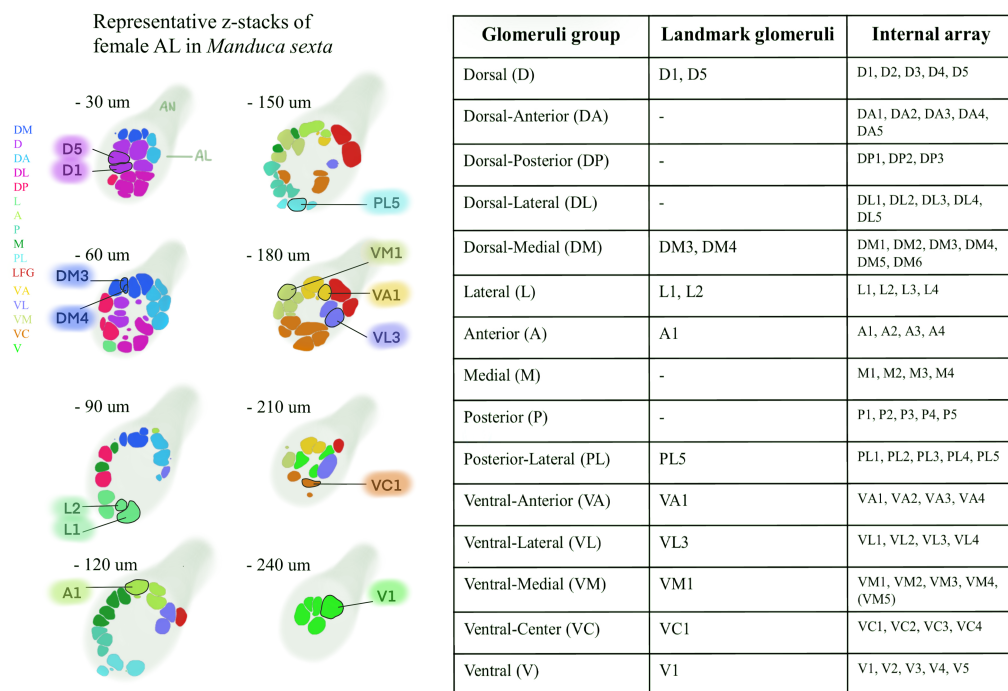 Representative z-stacks of
female AL in Manduca sexta
- 30 um
AN
AL
D5
D1
- 150 um
PL5
DM
D
DA
DL
DP
L
A
P
M
PL
LFG
VA
VL
VM
VC
V
- 60 um
DM3
DM4
- 180 um
VM1
VA1
VL3
- 90 um
L2
L1
- 210 um
VC1
- 120 um
A1
- 240 um
V1
Glomeruli group Landmark glomeruli Internal array
Dorsal (D) D1, D5 D1, D2, D3, D4, D5
Dorsal-Anterior (DA) - DA1, DA2, DA3, DA4,
DA5
Dorsal-Posterior (DP) - DP1, DP2, DP3
Dorsal-Lateral (DL) - DL1, DL2, DL3, DL4,
DL5
Dorsal-Medial (DM) DM3, DM4 DM1, DM2, DM3, DM4,
DM5, DM6
Lateral (L) L1, L2 L1, L2, L3, L4
Anterior (A) A1 A1, A2, A3, A4
Medial (M) - M1, M2, M3, M4
Posterior (P) - P1, P2, P3, P4, P5
Posterior-Lateral (PL) PL5 PL1, PL2, PL3, PL4, PL5
Ventral-Anterior (VA) VA1 VA1, VA2, VA3, VA4
Ventral-Lateral (VL) VL3 VL1, VL2, VL3, VL4
Ventral-Medial (VM) VM1 VM1, VM2, VM3, VM4,
(VM5)
Ventral-Center (VC) VC1 VC1, VC2, VC3, VC4
Ventral (V) V1 V1, V2, V3, V4, V5